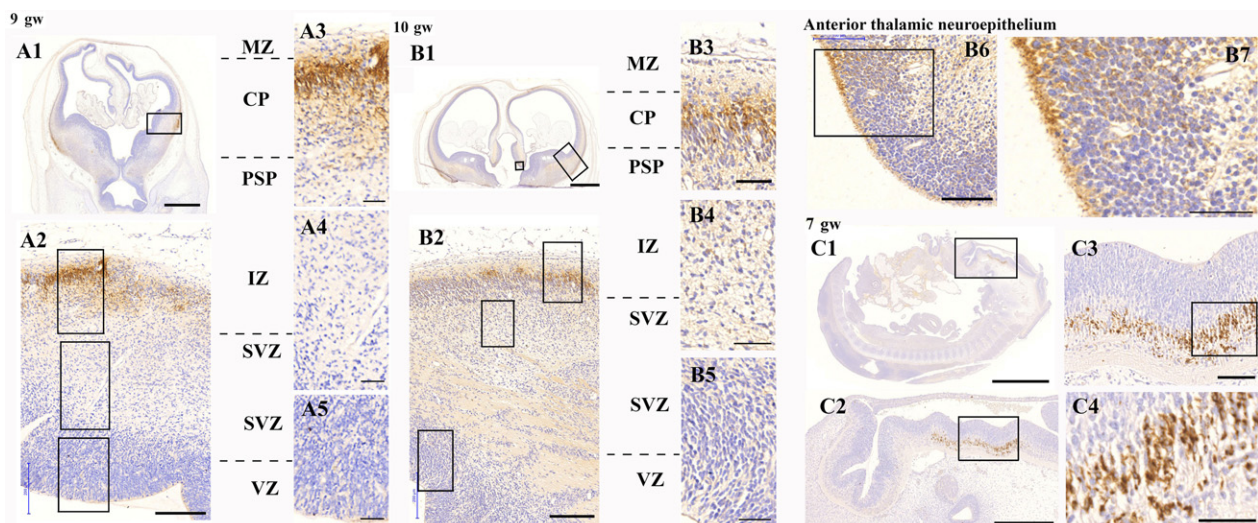 9 gw
A1
MZ
CP
PSP
IZ
SVZ
SVZ
VZ
A2
A3
A4
A5
10 gw
B1
B2
MZ
CP
PSP
IZ
SVZ
SVZ
VZ
B3
B4
B5
Anterior thalamic neuroepithelium
B6
B7
7 gw
C1
C2
C3
C4